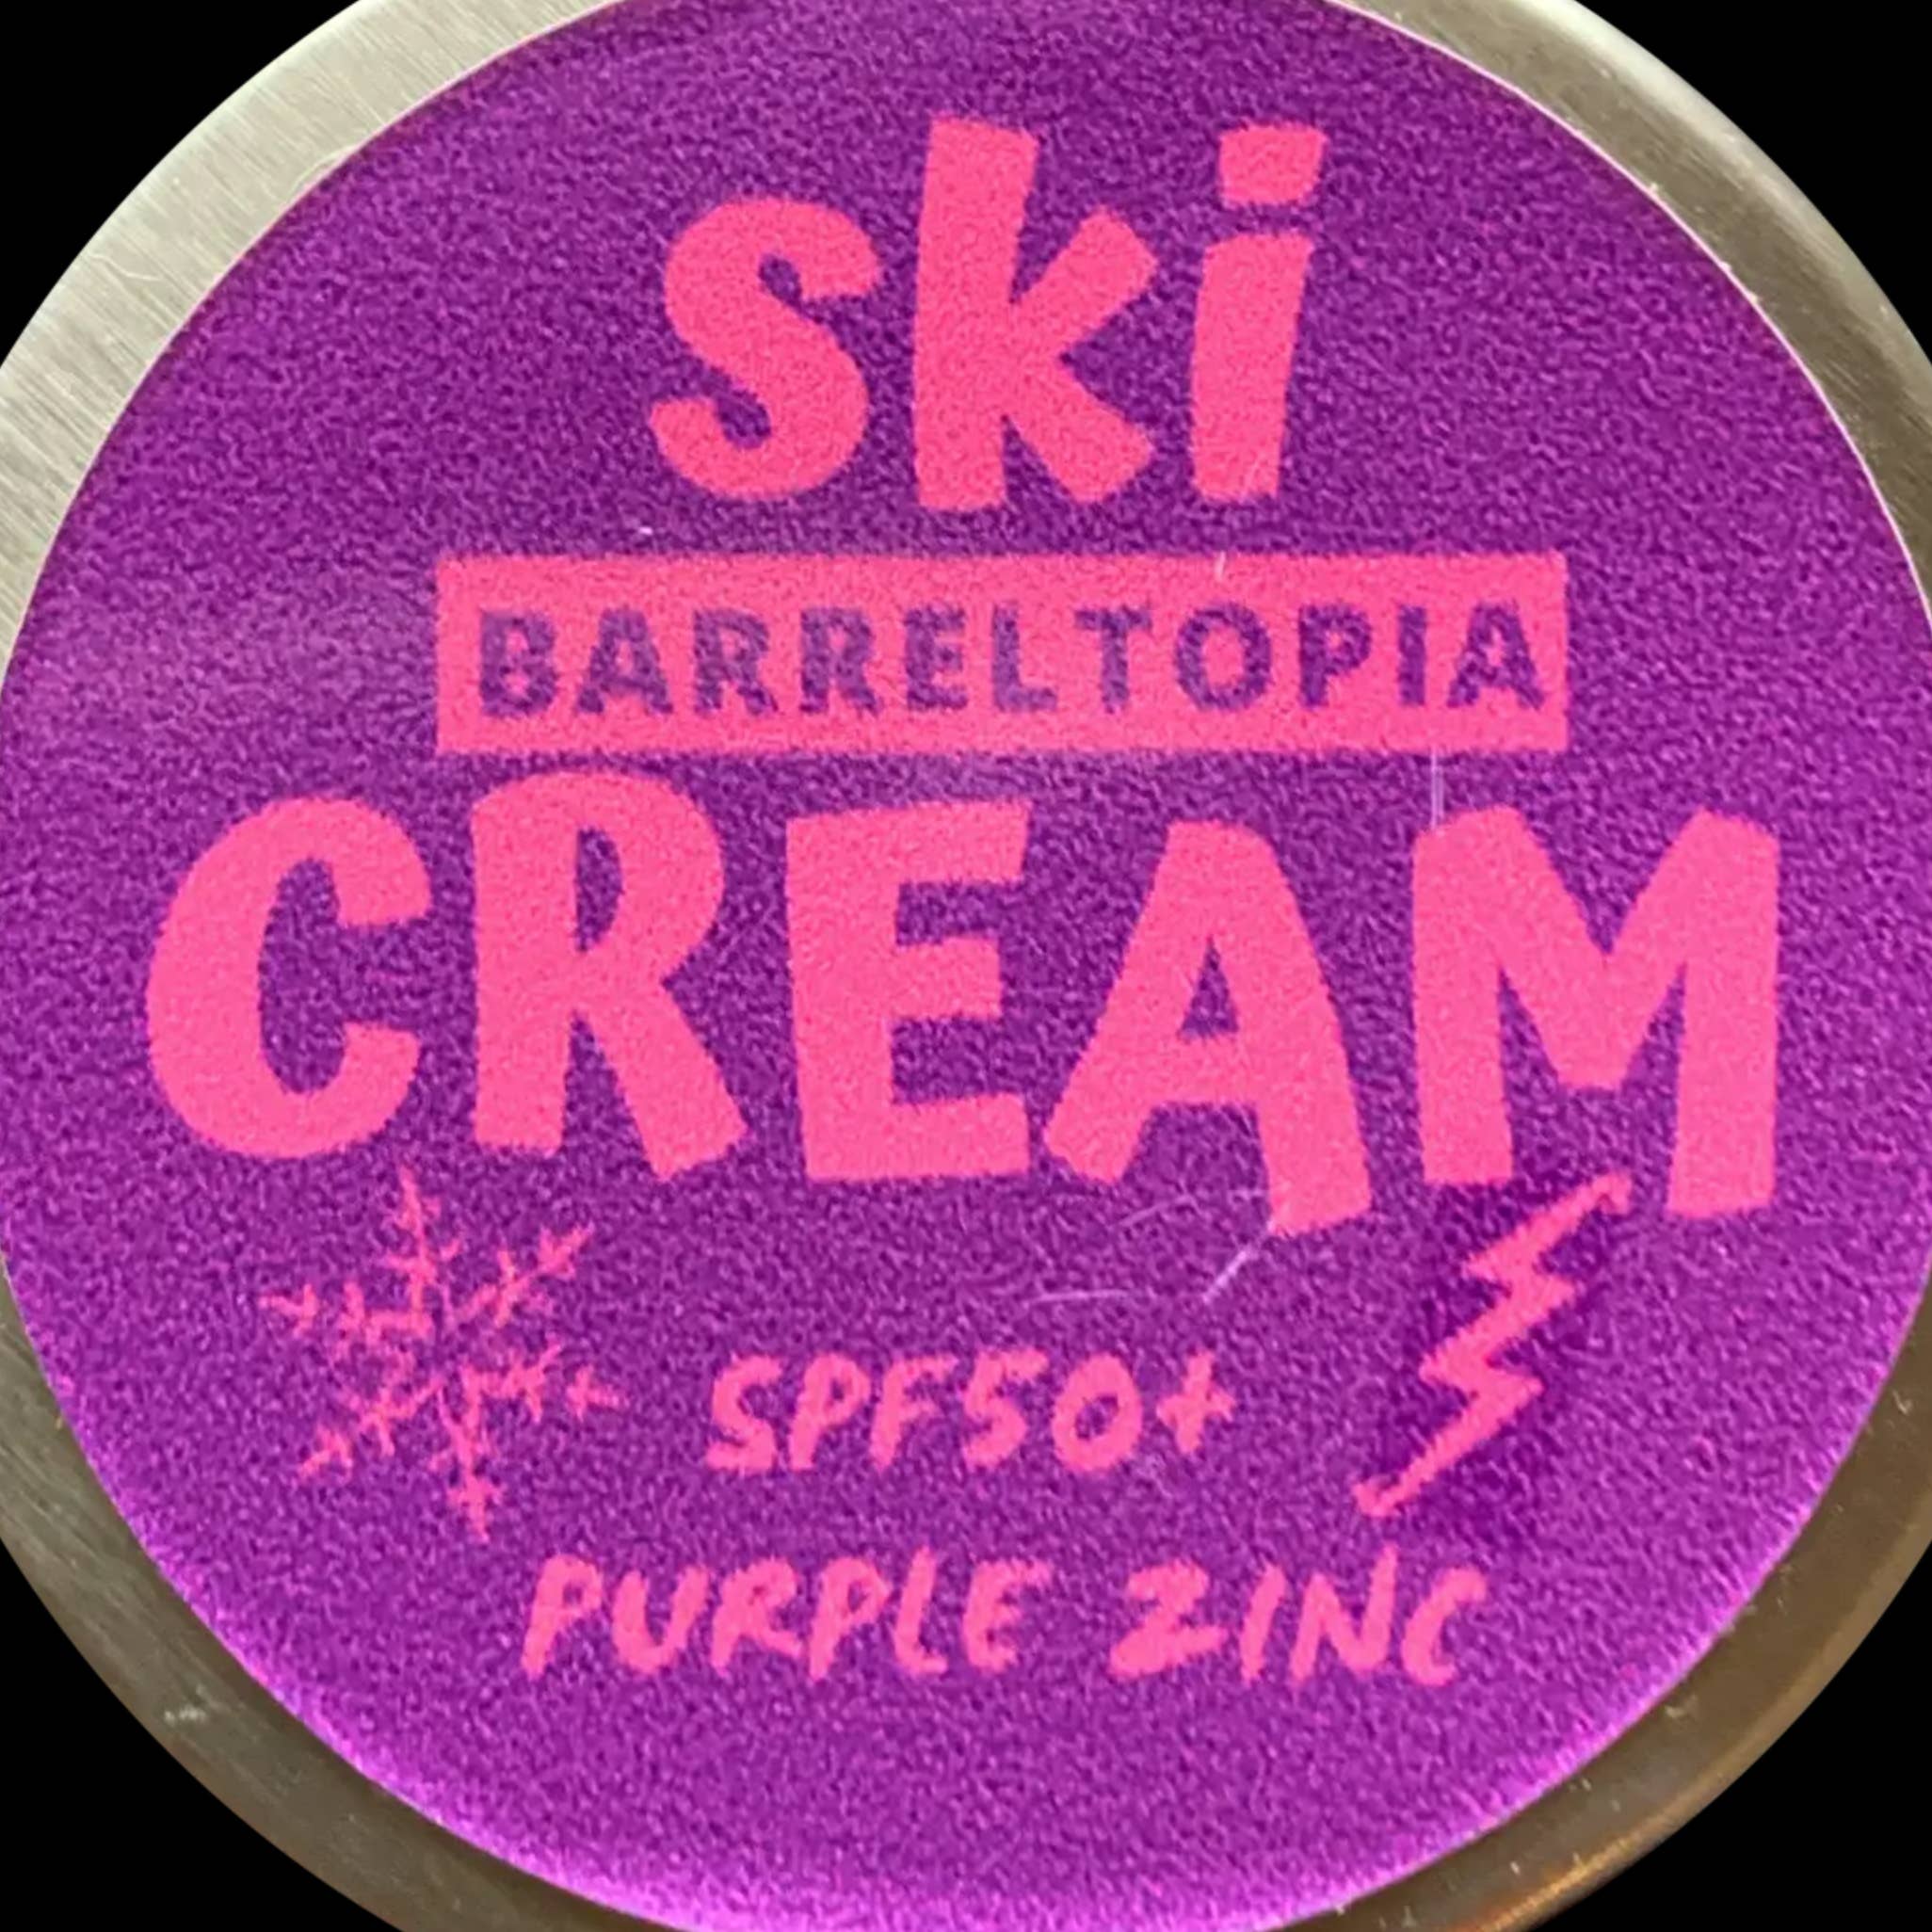 ski
BARRELTOPIA
CREAM
SPF50+
PURPLE ZINC